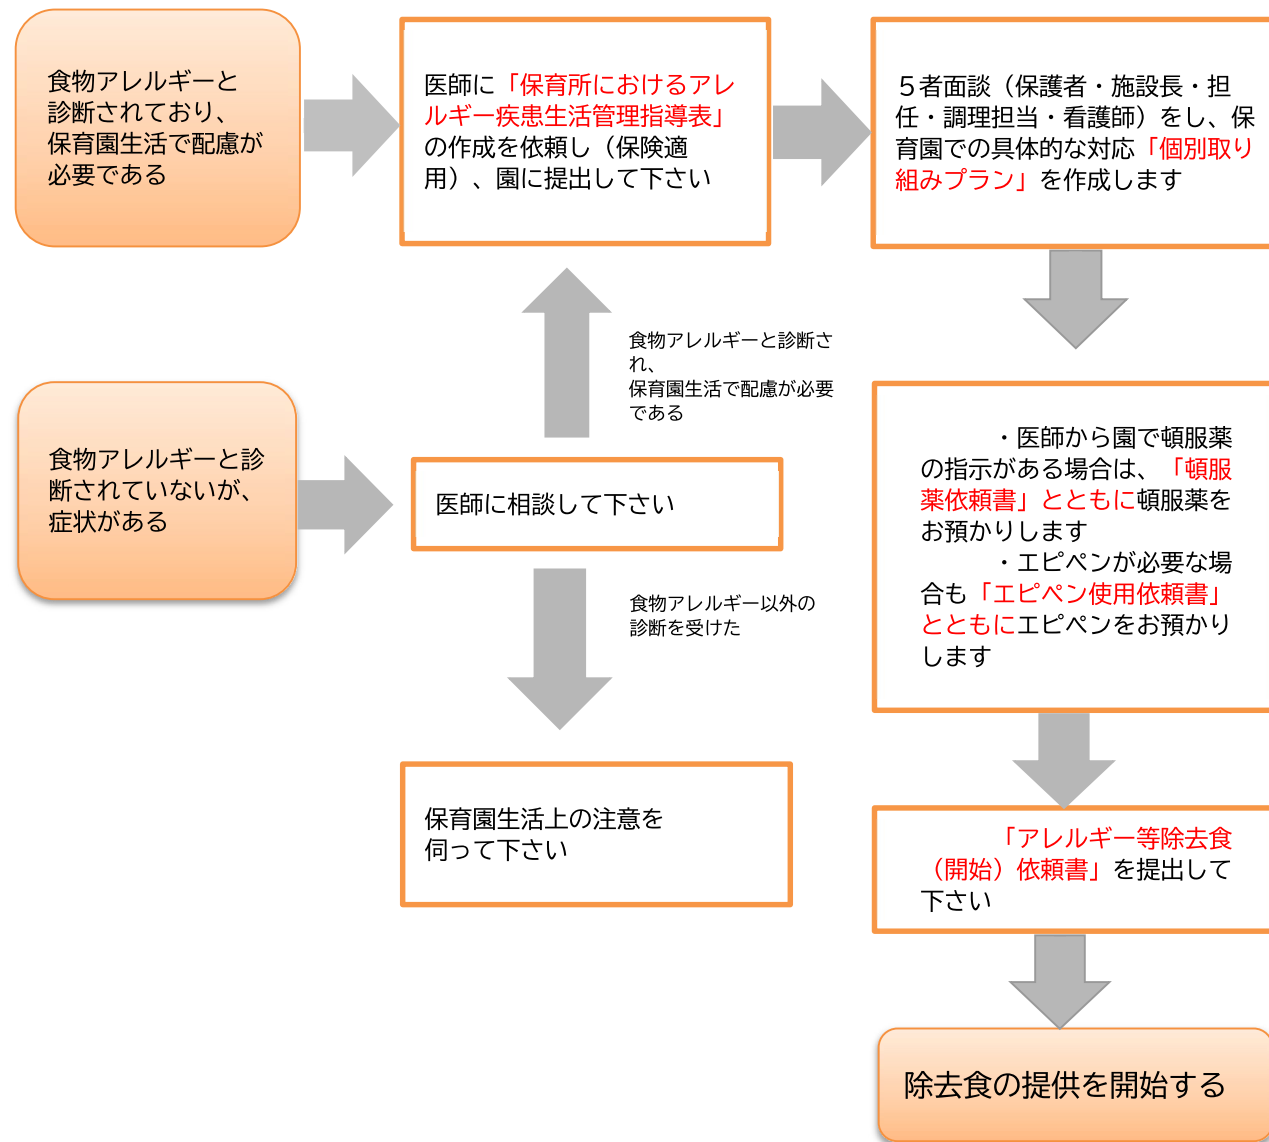 食物アレルギーと
診断されており、
保育園生活で配慮が
必要である
医師に「保育所におけるアレ
ルギー疾患生活管理指導表」
の作成を依頼し（保険適
用）、園に提出して下さい
５者面談（保護者・施設長・担
任・調理担当・看護師）をし、保
育園での具体的な対応「個別取り
組みプラン」を作成します
食物アレルギーと診断さ
れ、
保育園生活で配慮が必要
である
食物アレルギーと診
断されていないが、
症状がある
医師に相談して下さい
食物アレルギー以外の
診断を受けた
保育園生活上の注意を
伺って下さい
・医師から園で頓服薬
の指示がある場合は、「頓服
薬依頼書」とともに頓服薬を
お預かりします
・エピペンが必要な場
合も「エピペン使用依頼書」
とともにエピペンをお預かり
します
「アレルギー等除去食
（開始）依頼書」を提出して
下さい
除去食の提供を開始する